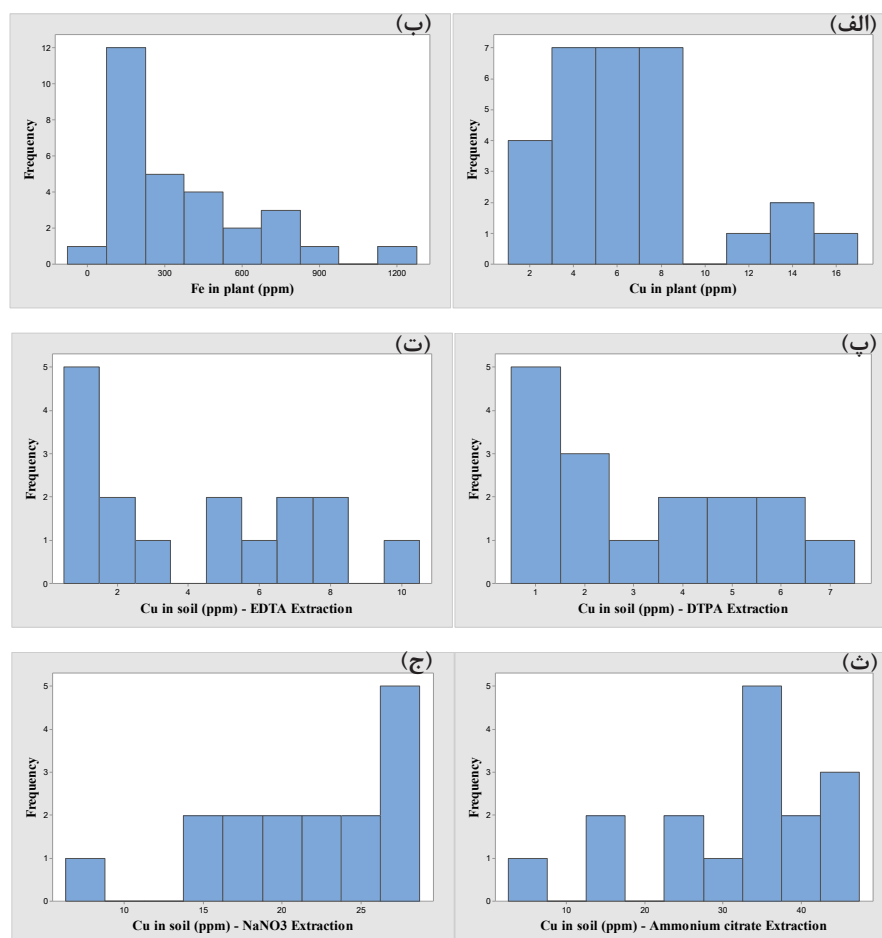 (الف)
Frequency
7
6
5
4
3
2
1
0
2 4 6 8 10 12 14 16
Cu in plant (ppm)
(ب)
Frequency
12
10
8
6
4
2
0
0 300 600 900 1200
Fe in plant (ppm)
(پ)
Frequency
5
4
3
2
1
0
1 2 3 4 5 6 7
Cu in soil (ppm) - DTPA Extraction
(ت)
Frequency
5
4
3
2
1
0
2 4 6 8 10
Cu in soil (ppm) - EDTA Extraction
(ث)
Frequency
5
4
3
2
1
0
10 20 30 40
Cu in soil (ppm) - Ammonium citrate Extraction
(ج)
Frequency
5
4
3
2
1
0
10 15 20 25
Cu in soil (ppm) - NaNO3 Extraction